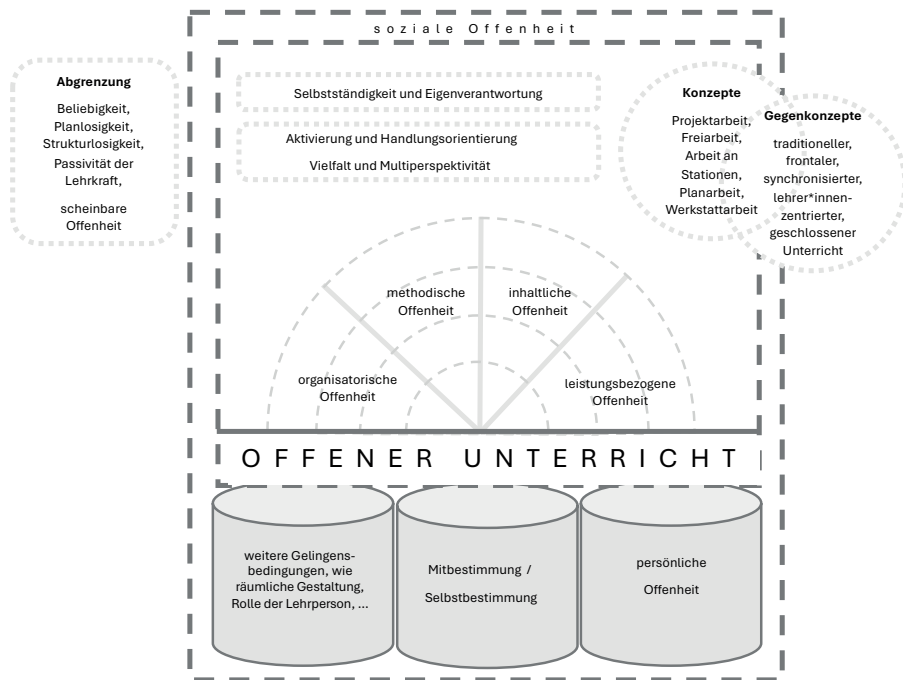 soziale Offenheit
Abgrenzung
Beliebigkeit,
Planlosigkeit,
Strukturlosigkeit,
Passivität der
Lehrkraft,
scheinbare
Offenheit
Selbstständigkeit und Eigenverantwortung
Aktivierung und Handlungsorientierung
Vielfalt und Multiperspektivität
Konzepte
Projektarbeit,
Freiarbeit,
Arbeit an
Stationen,
Planarbeit,
Werkstattarbeit
Gegenkonzepte
traditioneller,
frontaler,
synchronisierter,
lehrer*innen-
zentrierter,
geschlossener
Unterricht
methodische
Offenheit
inhaltliche
Offenheit
organisatorische
Offenheit
leistungsbezogene
Offenheit
OFFENER UNTERRICHT
weitere Gelingens-
bedingungen, wie
räumliche Gestaltung,
Rolle der Lehrperson, ...
Mitbestimmung /
Selbstbestimmung
persönliche
Offenheit